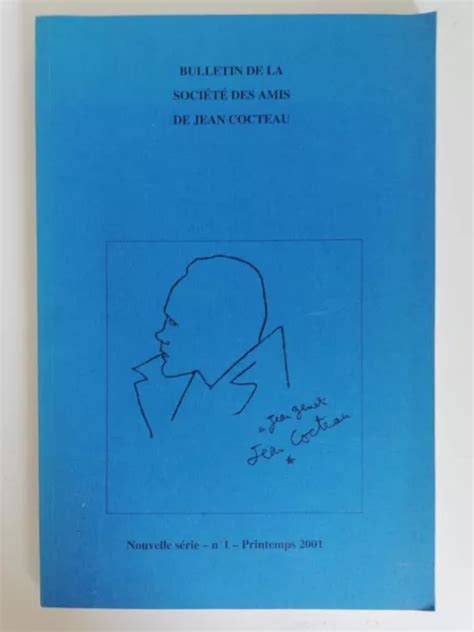 BULLETIN DE LA
SOCIÉTÉ DES AMIS
DE JEAN COCTEAU
"Jean Genet"
Jean Cocteau
*
Nouvelle série – n°1 – Printemps 2001